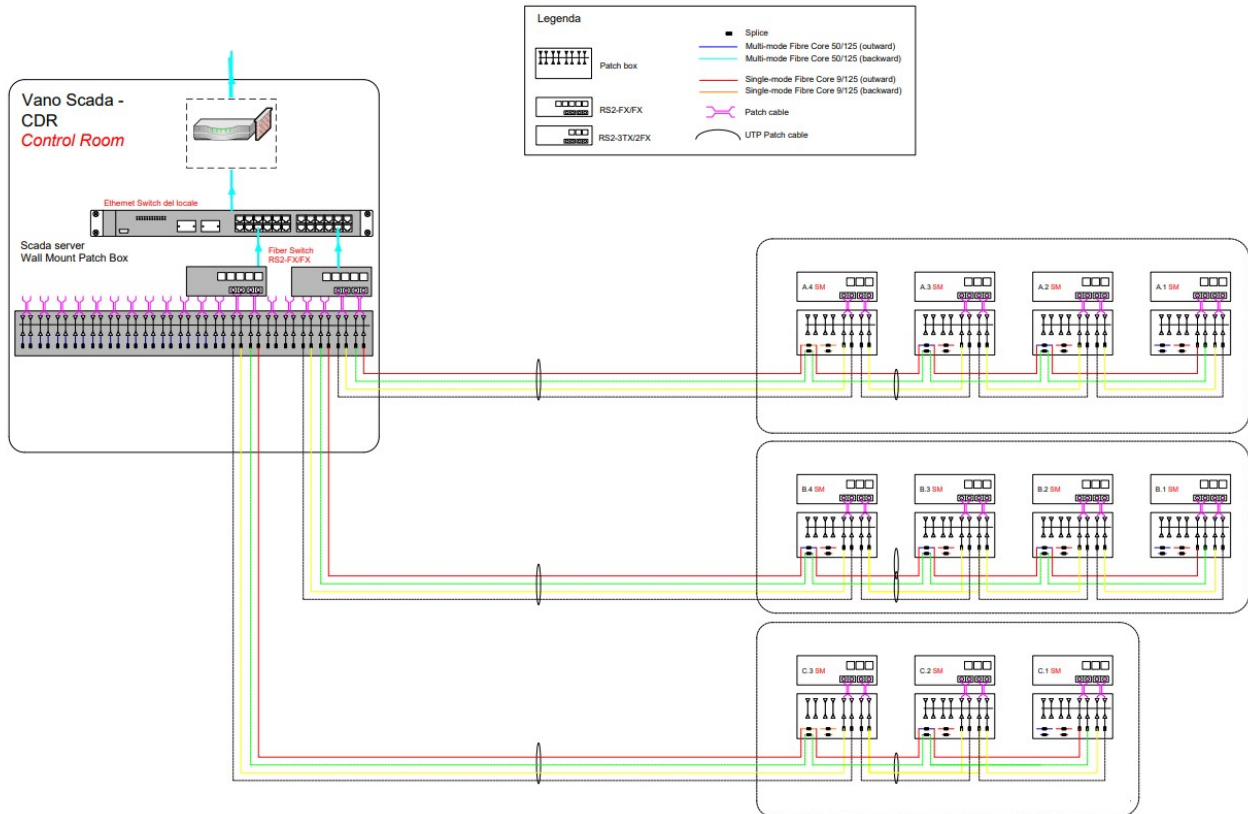 Legenda
Splice
Multi-mode Fibre Core 50/125 (outward)
Multi-mode Fibre Core 50/125 (backward)
Patch box
Single-mode Fibre Core 9/125 (outward)
Single-mode Fibre Core 9/125 (backward)
RS2-FX/FX
Patch cable
RS2-3TX/2FX
UTP Patch cable
Vano Scada -
CDR
Control Room
Ethernet Switch del locale
Scada server
Wall Mount Patch Box
Fiber Switch
RS2-FX/FX
A.4 SM
A.3 SM
A.2 SM
A.1 SM
B.4 SM
B.3 SM
B.2 SM
B.1 SM
C.3 SM
C.2 SM
C.1 SM